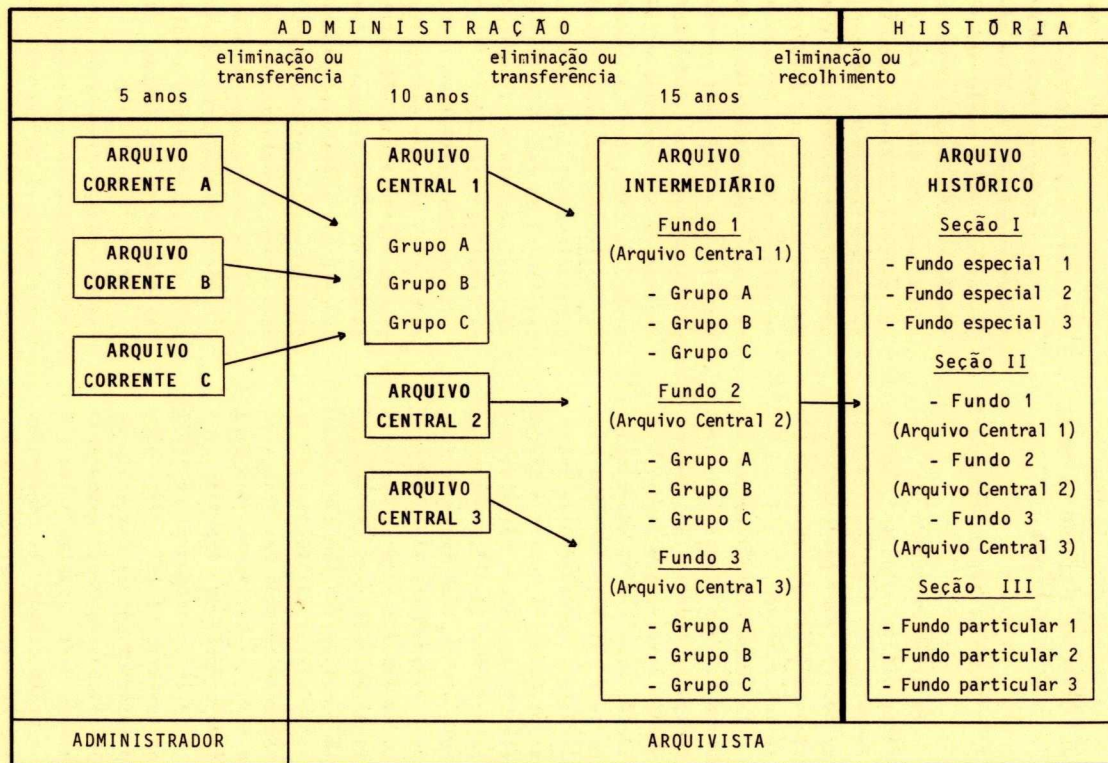 A D M I N I S T R A Ç Ã O
H I S T Ó R I A
eliminação ou
transferência
eliminação ou
transferência
eliminação ou
recolhimento
5 anos
10 anos
15 anos
ARQUIVO
CORRENTE A
ARQUIVO
CORRENTE B
ARQUIVO
CORRENTE C
ARQUIVO
CENTRAL 1
Grupo A
Grupo B
Grupo C
ARQUIVO
CENTRAL 2
ARQUIVO
CENTRAL 3
ARQUIVO
INTERMEDIÁRIO
Fundo 1
(Arquivo Central 1)
- Grupo A
- Grupo B
- Grupo C
Fundo 2
(Arquivo Central 2)
- Grupo A
- Grupo B
- Grupo C
Fundo 3
(Arquivo Central 3)
- Grupo A
- Grupo B
- Grupo C
ARQUIVO
HISTÓRICO
Seção I
- Fundo especial 1
- Fundo especial 2
- Fundo especial 3
Seção II
- Fundo 1
(Arquivo Central 1)
- Fundo 2
(Arquivo Central 2)
- Fundo 3
(Arquivo Central 3)
Seção III
- Fundo particular 1
- Fundo particular 2
- Fundo particular 3
ADMINISTRADOR
ARQUIVISTA